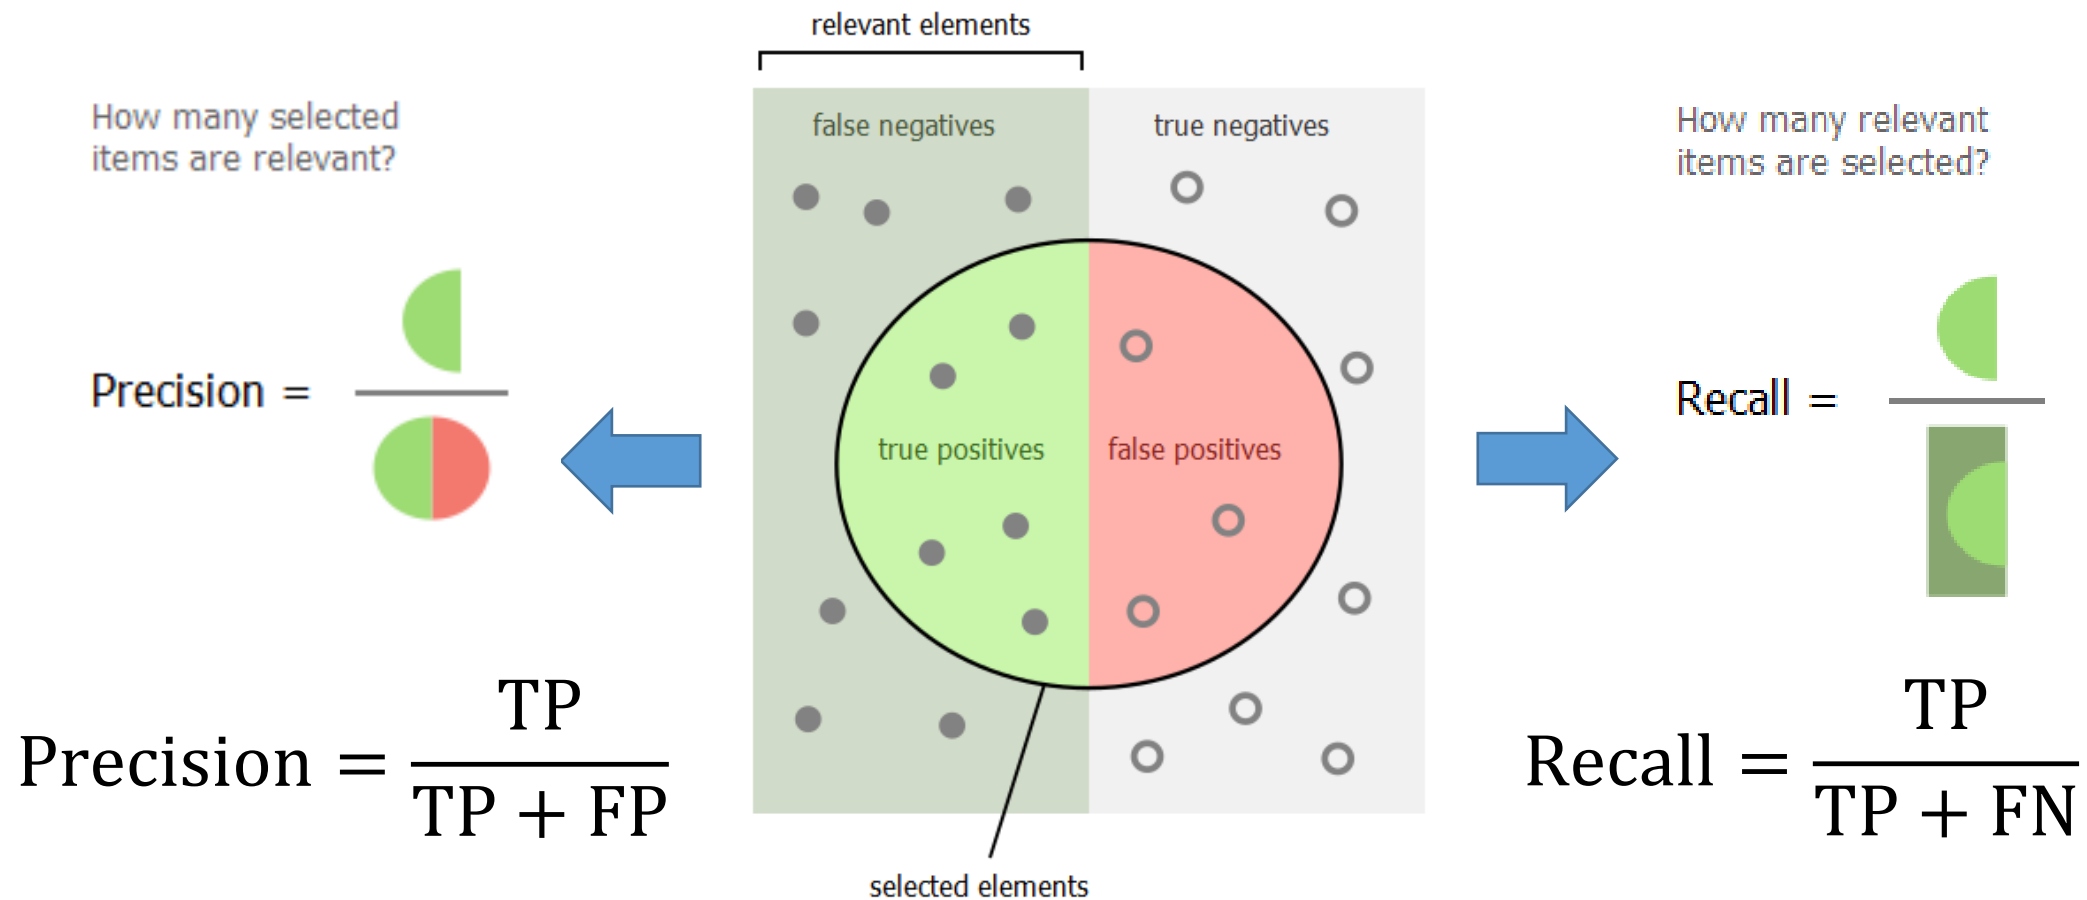 relevant elements
How many selected
items are relevant?
false negatives
true negatives
How many relevant
items are selected?
Precision =
true positives
false positives
Recall =
Precision = TP / TP + FP
Recall = TP / TP + FN
selected elements